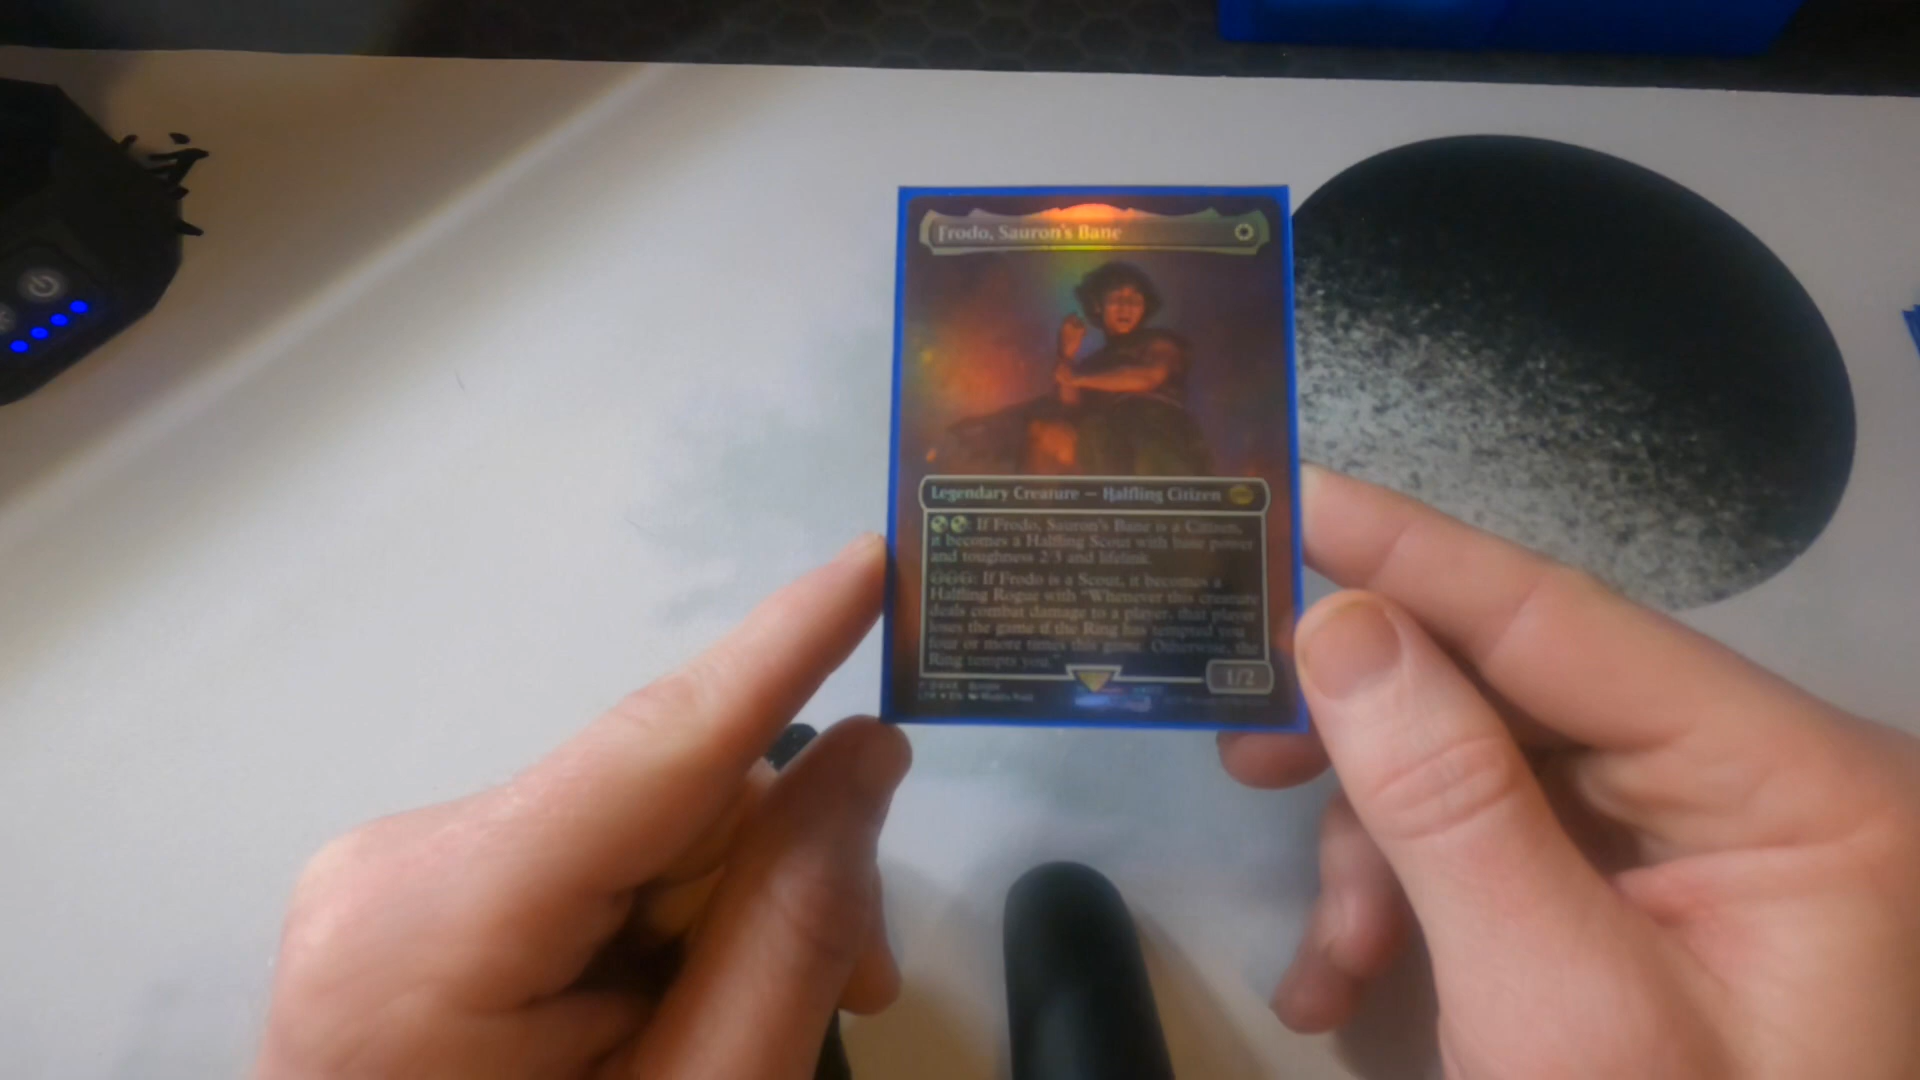 Frodo, Sauron's Bane
Legendary Creature — Halfling Citizen
: If Frodo, Sauron's Bane is a Citizen,
it becomes a Halfling Scout with base power
and toughness 2/3 and lifelink.
: If Frodo is a Scout, it becomes a
Halfling Rogue with "Whenever this creature
deals combat damage to a player, that player
loses the game if the Ring has tempted you
four or more times this game. Otherwise, the
Ring tempts you."
1/2